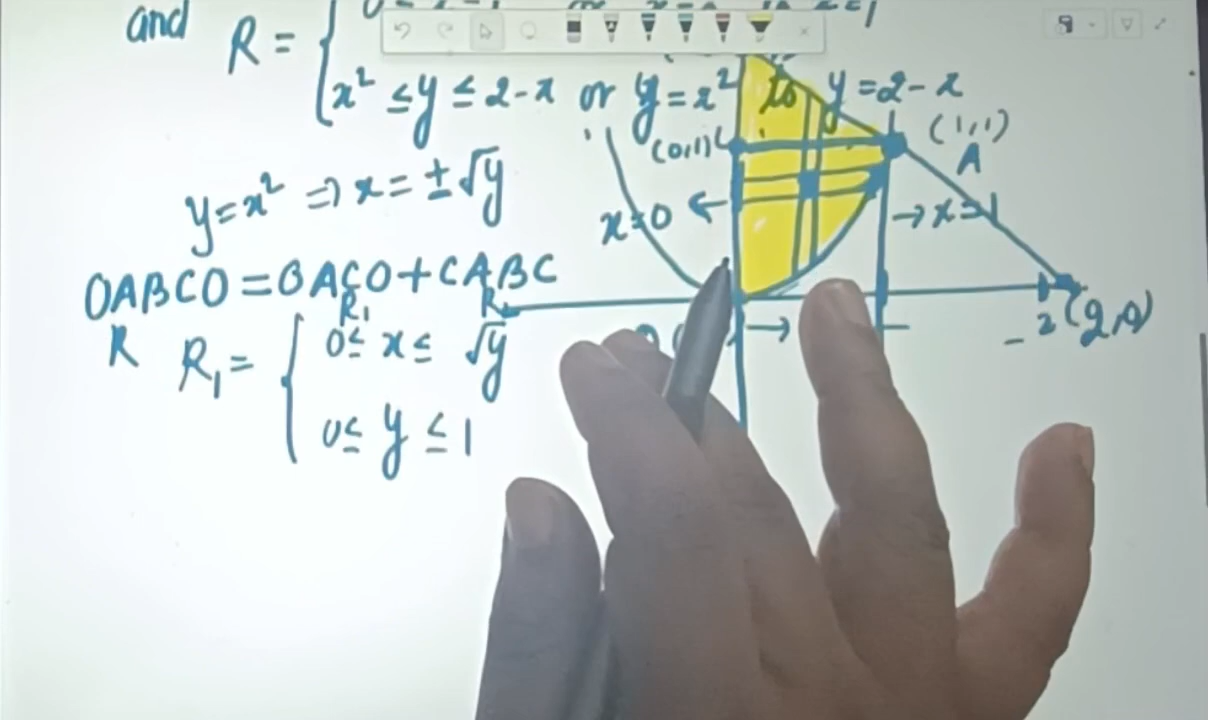 and R = {
x² ≤ y ≤ 2 - x or y = x² to y = 2 - x
(0,1) (1,1)
A
y = x² ⇒ x = ± √y
x = 0 ← → x = 1
OABCO = OACO + CABC
R R₁
2 (2,0)
R₁ = { 0 ≤ x ≤ √y
0 ≤ y ≤ 1